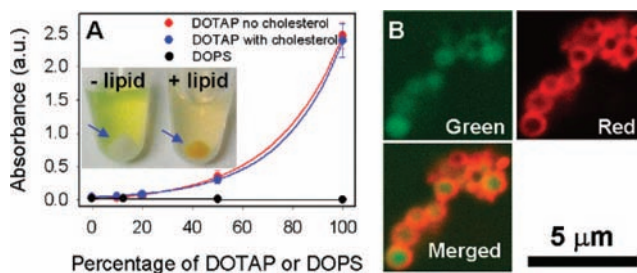 A
DOTAP no cholesterol
DOTAP with cholesterol
DOPS
Absorbance (a.u.)
2.5
2.0
1.5
1.0
0.5
0.0
- lipid + lipid
0 20 40 60 80 100
Percentage of DOTAP or DOPS
B
Green Red
Merged
5 μm